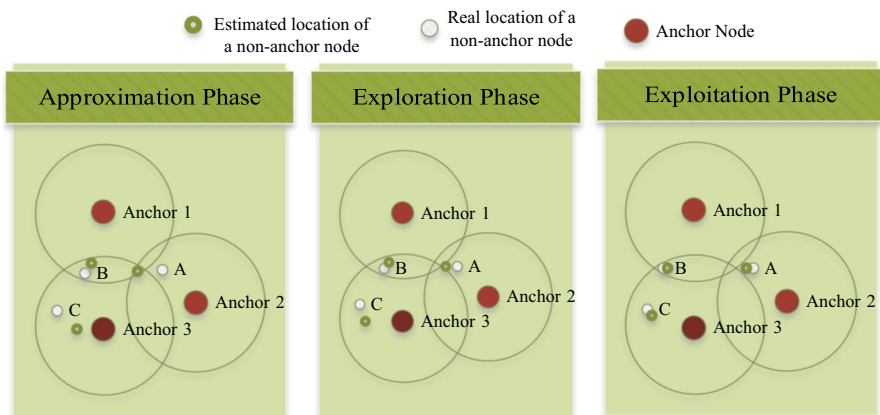 Estimated location of
a non-anchor node
Real location of a
non-anchor node
Anchor Node
Approximation Phase
Anchor 1
B
A
C
Anchor 2
Anchor 3
Exploration Phase
Anchor 1
B
A
C
Anchor 2
Anchor 3
Exploitation Phase
Anchor 1
B
A
C
Anchor 2
Anchor 3